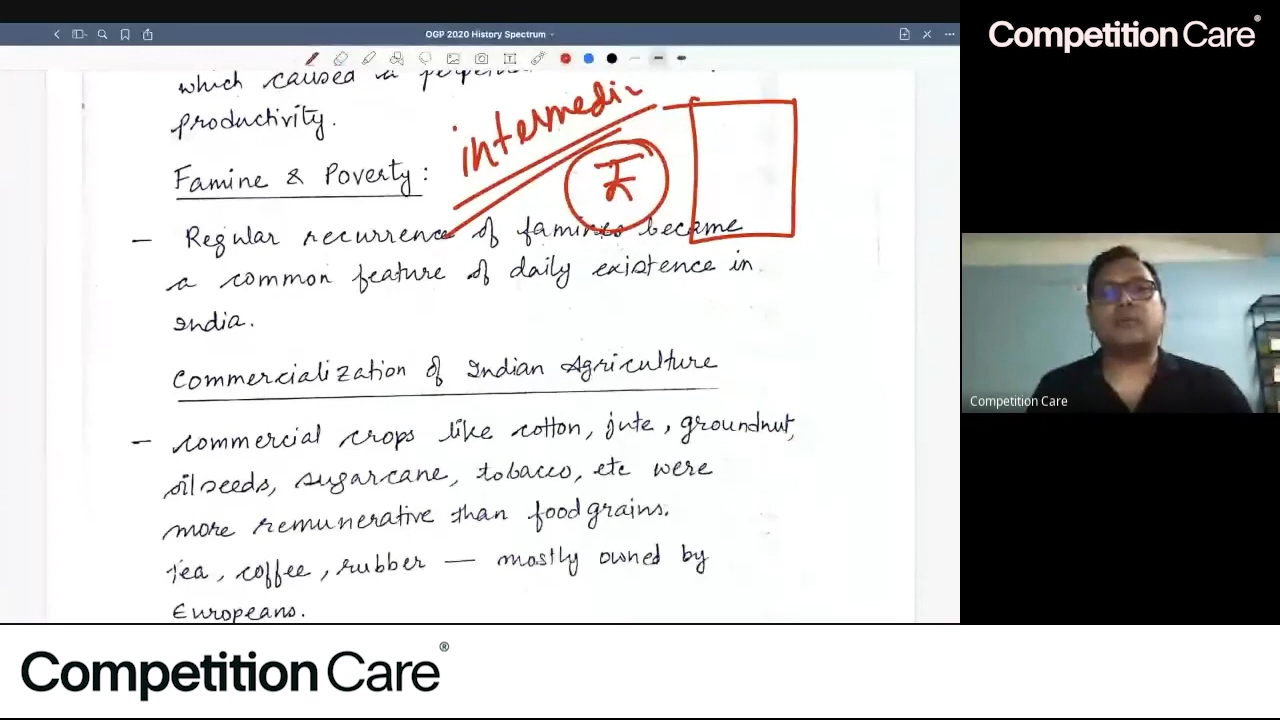 Competition Care®
OGP 2020 History Spectrum
which caused a
productivity.
intermedi
Famine & Poverty:
— Regular recurrence of famines became
a common feature of daily existence in
India.
Commercialization of Indian Agriculture
— Commercial crops like cotton, jute, groundnut,
oilseeds, sugarcane, tobacco, etc were
more remunerative than foodgrains.
Tea, coffee, rubber — mostly owned by
Europeans.
Competition Care
Competition Care®